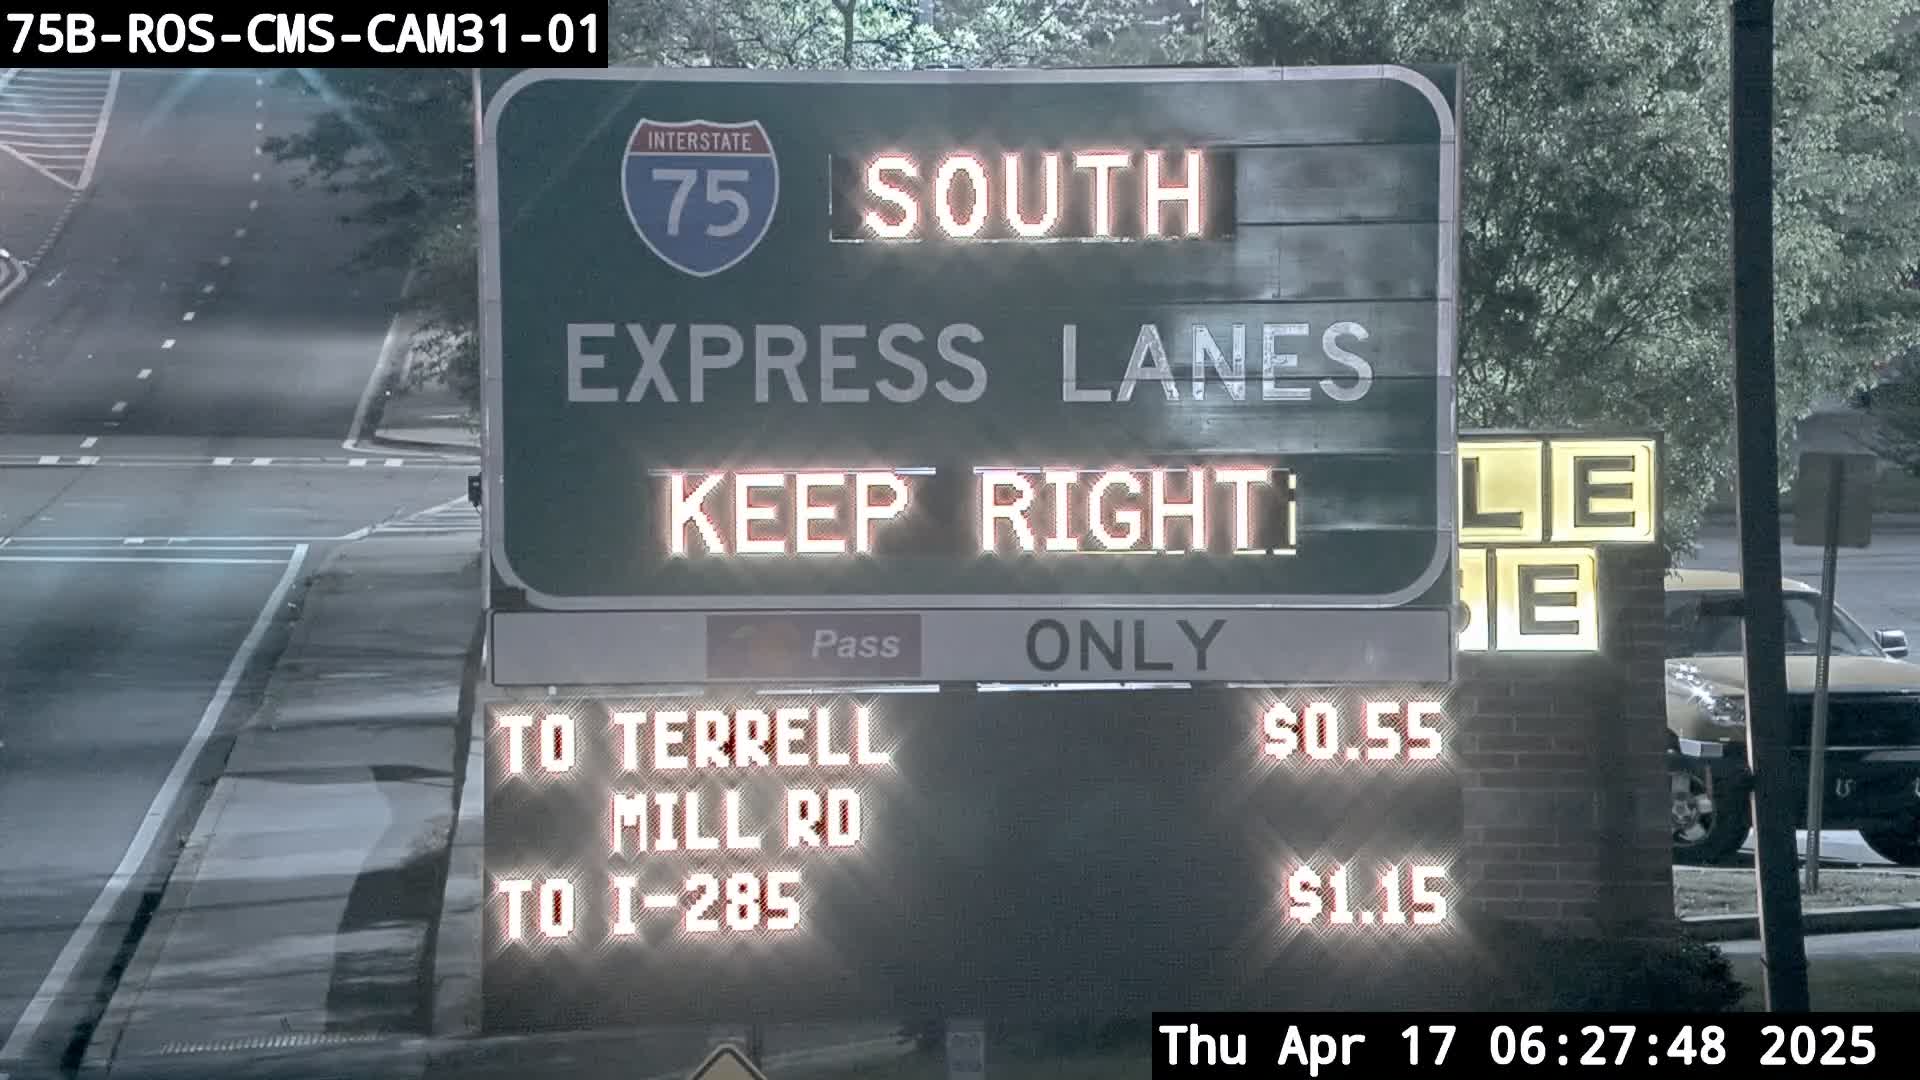 75B-ROS-CMS-CAM31-01
INTERSTATE
75
SOUTH
EXPRESS LANES
KEEP RIGHT
Pass ONLY
TO TERRELL $0.55
MILL RD
TO I-285 $1.15
LE
E
Thu Apr 17 06:27:48 2025